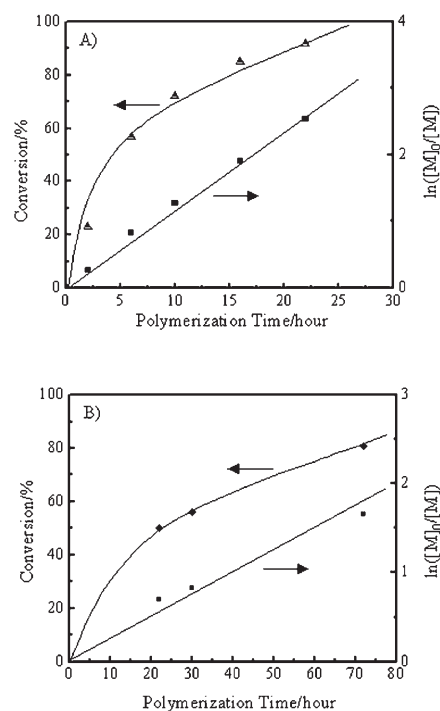 A)
100
80
60
40
20
0
Conversion/%
4
2
0
ln([M]0/[M])
0 5 10 15 20 25 30
Polymerization Time/hour
B)
100
80
60
40
20
0
Conversion/%
3
2
1
0
ln([M]0/[M])
0 10 20 30 40 50 60 70 80
Polymerization Time/hour